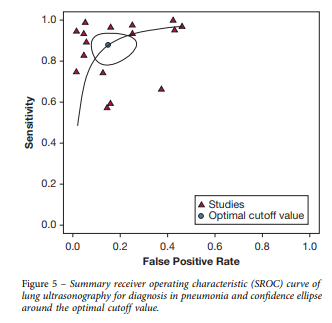 1.0
0.8
0.6
0.4
0.2
0.0
Sensitivity
Studies
Optimal cutoff value
0.0 0.2 0.4 0.6 0.8 1.0
False Positive Rate
Figure 5 – Summary receiver operating characteristic (SROC) curve of
lung ultrasonography for diagnosis in pneumonia and confidence ellipse
around the optimal cutoff value.